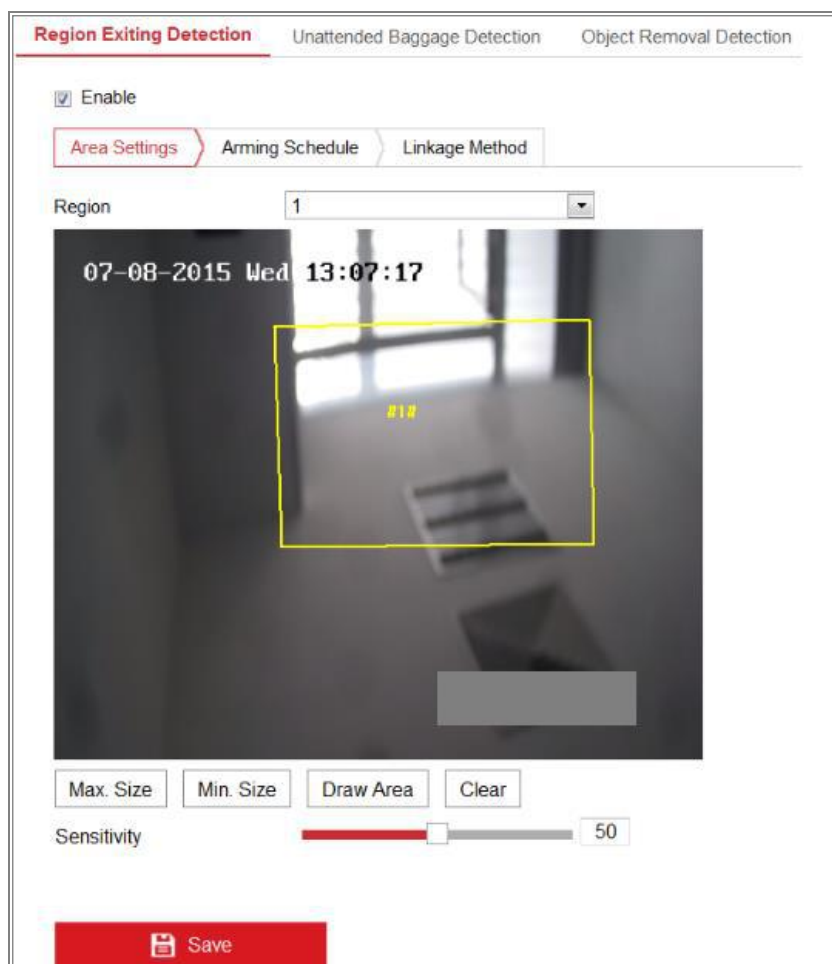 Region Exiting Detection Unattended Baggage Detection Object Removal Detection
Enable
Area Settings Arming Schedule Linkage Method
Region 1
07-08-2015 Wed 13:07:17
#1#
Max. Size Min. Size Draw Area Clear
Sensitivity 50
Save